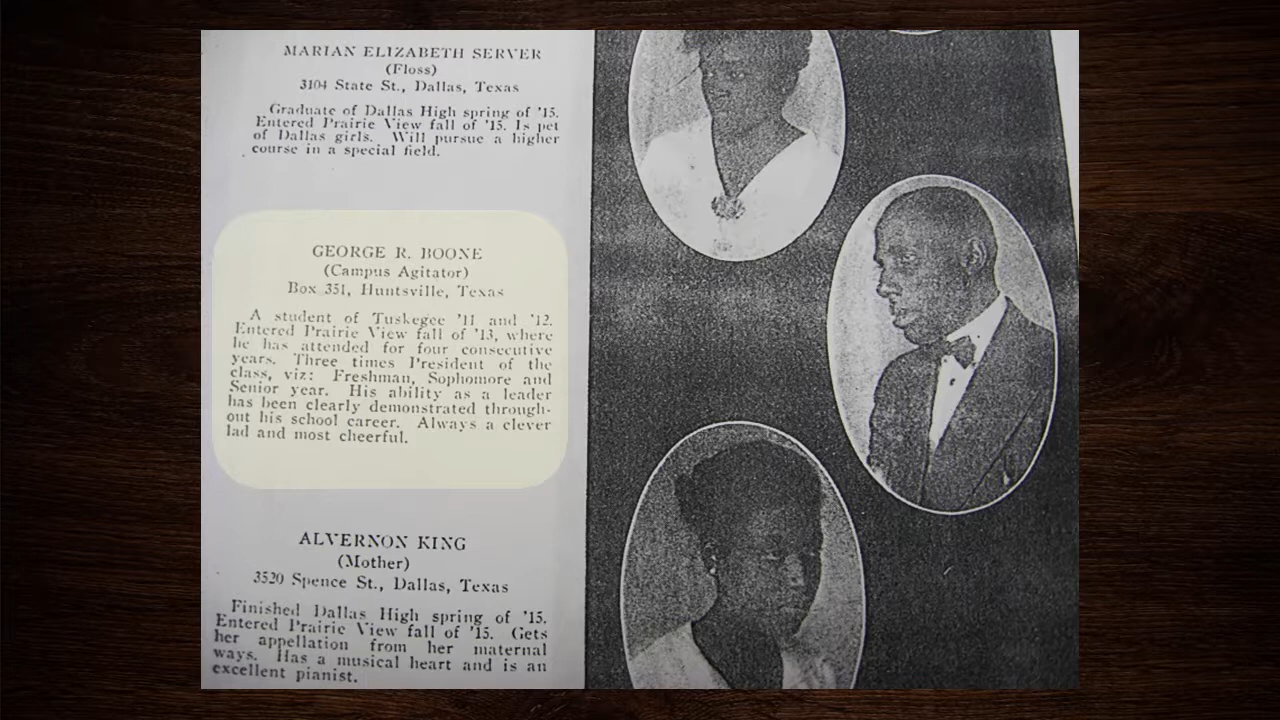 MARIAN ELIZABETH SERVER
(Floss)
3104 State St., Dallas, Texas
Graduate of Dallas High spring of '15.
Entered Prairie View fall of '15. Is pet
of Dallas girls. Will pursue a higher
course in a special field.
GEORGE R. BOONE
(Campus Agitator)
Box 351, Huntsville, Texas
A student of Tuskegee '11 and '12.
Entered Prairie View fall of '13, where
he has attended for four consecutive
years. Three times President of the
class, viz: Freshman, Sophomore and
Senior year. His ability as a leader
has been clearly demonstrated through-
out his school career. Always a clever
lad and most cheerful.
ALVERNON KING
(Mother)
3520 Spence St., Dallas, Texas
Finished Dallas High spring of '15.
Entered Prairie View fall of '15. Gets
her appellation from her maternal
ways. Has a musical heart and is an
excellent pianist.